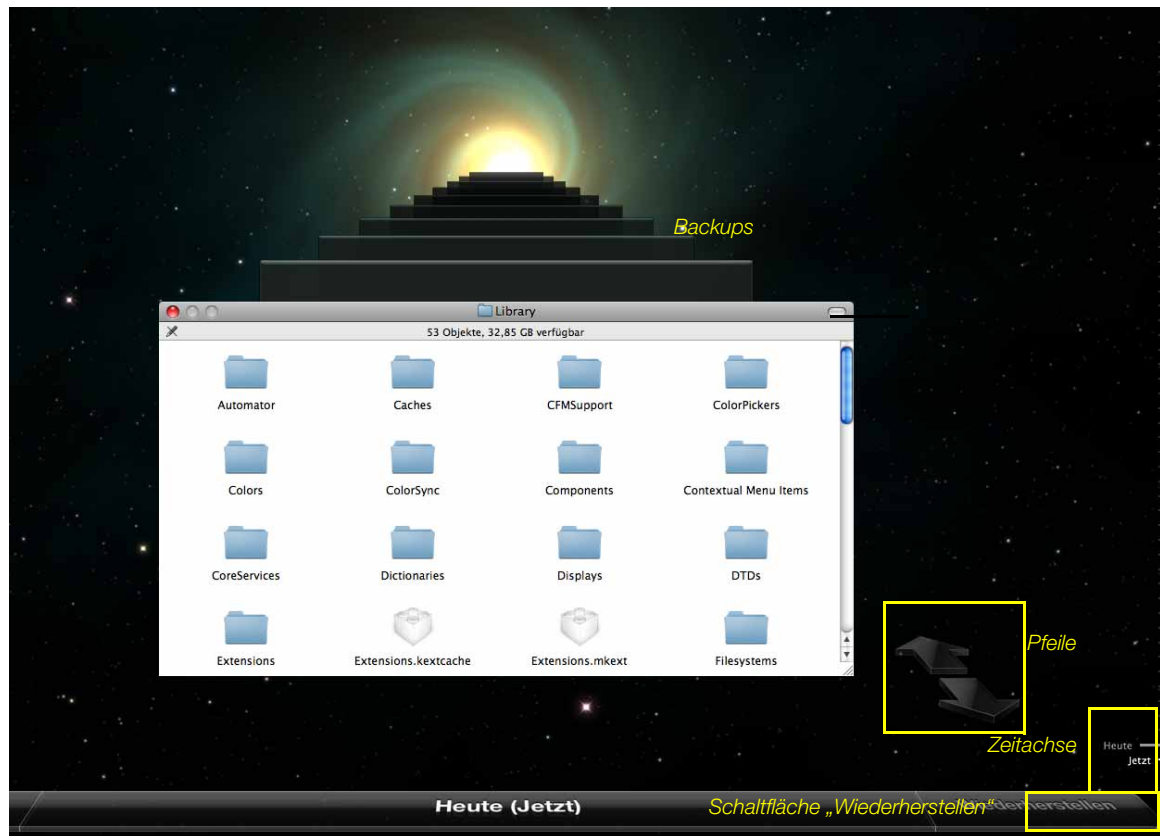 Backups
Library
53 Objekte, 32,85 GB verfügbar
Automator
Caches
CFMSupport
ColorPickers
Colors
ColorSync
Components
Contextual Menu Items
CoreServices
Dictionaries
Displays
DTDs
Extensions
Extensions.kextcache
Extensions.mkext
Filesystems
Pfeile
Zeitachse
Heute
Jetzt
Heute (Jetzt)
Schaltfläche „Wiederherstellen“
Wiederherstellen